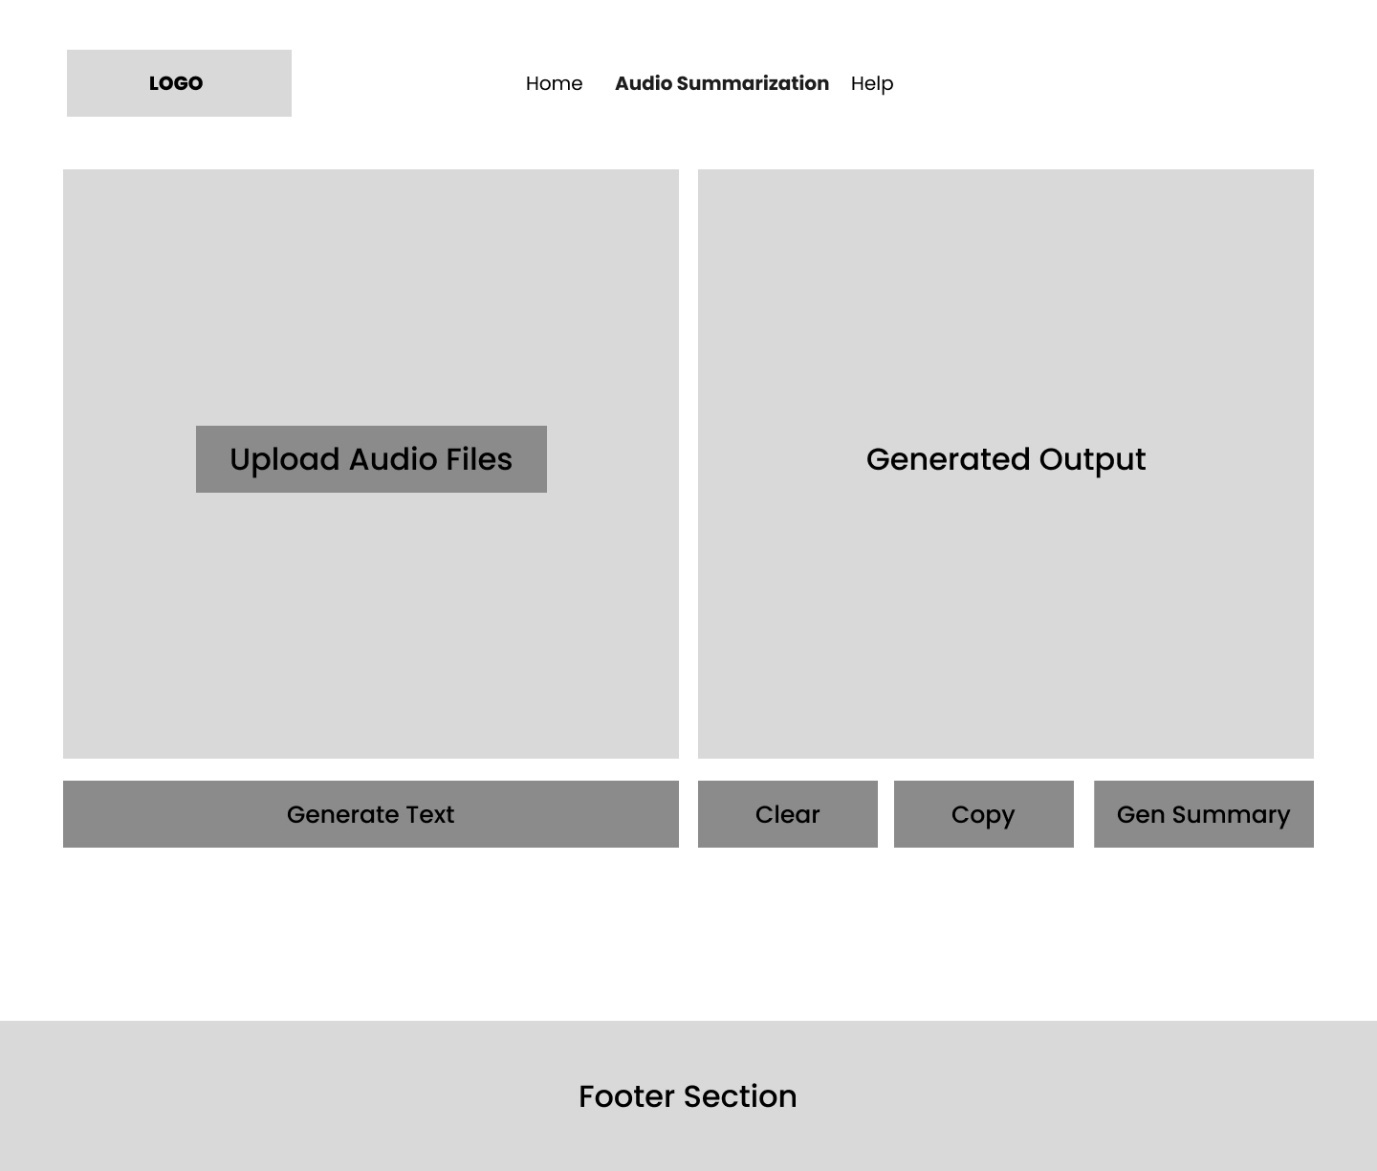 LOGO
Home Audio Summarization Help
Upload Audio Files
Generated Output
Generate Text
Clear
Copy
Gen Summary
Footer Section